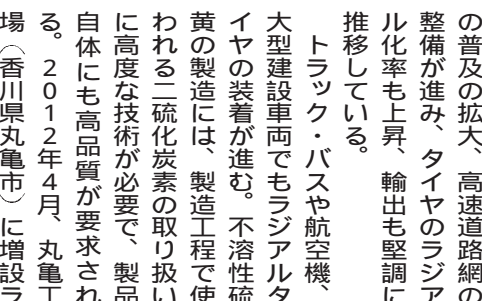 の普及の拡大、高速道路網の
整備が進み、タイヤのラジア
ル化率も上昇、輸出も堅調に
推移している。
　トラック・バスや航空機、
大型建設車両でもラジアルタ
イヤの装着が進む。不溶性硫
黄の製造には、製造工程で使
われる二硫化炭素の取り扱い
に高度な技術が必要で、製品
自体にも高品質が要求され
る。２０１２年４月、丸亀工
場（香川県丸亀市）に増設ラ